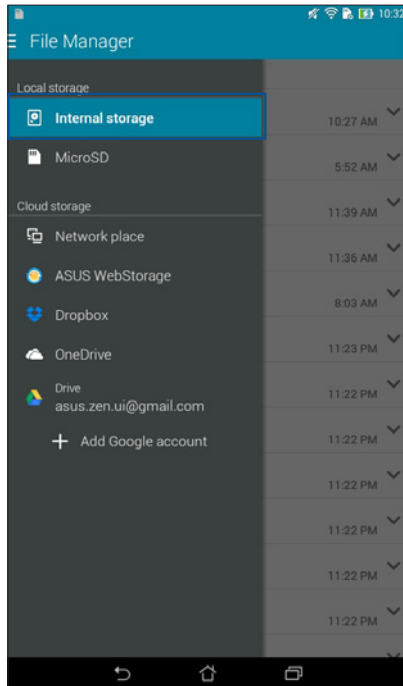 10:32
File Manager
Local storage
Internal storage
10:27 AM
MicroSD
5:52 AM
Cloud storage
11:39 AM
Network place
11:36 AM
ASUS WebStorage
8:03 AM
Dropbox
OneDrive
11:23 PM
Drive
asus.zen.ui@gmail.com
11:22 PM
Add Google account
11:22 PM
11:22 PM
11:22 PM
11:22 PM
11:22 PM